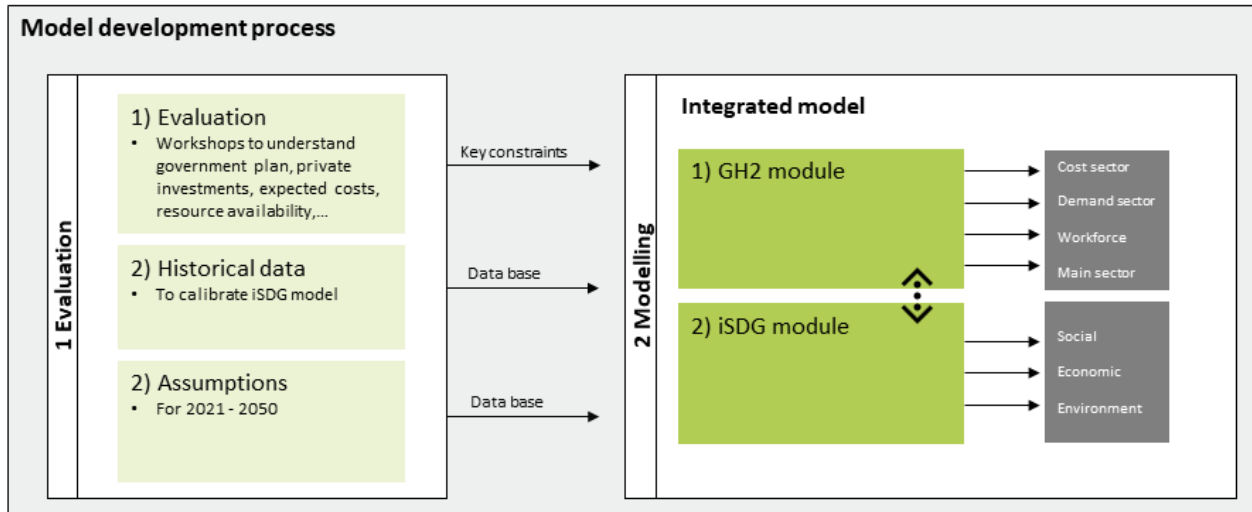 Model development process
1 Evaluation
1) Evaluation
• Workshops to understand
government plan, private
investments, expected costs,
resource availability,...
2) Historical data
• To calibrate iSDG model
2) Assumptions
• For 2021 - 2050
Key constraints
Data base
Data base
2 Modelling
Integrated model
1) GH2 module
Cost sector
Demand sector
Workforce
Main sector
2) iSDG module
Social
Economic
Environment